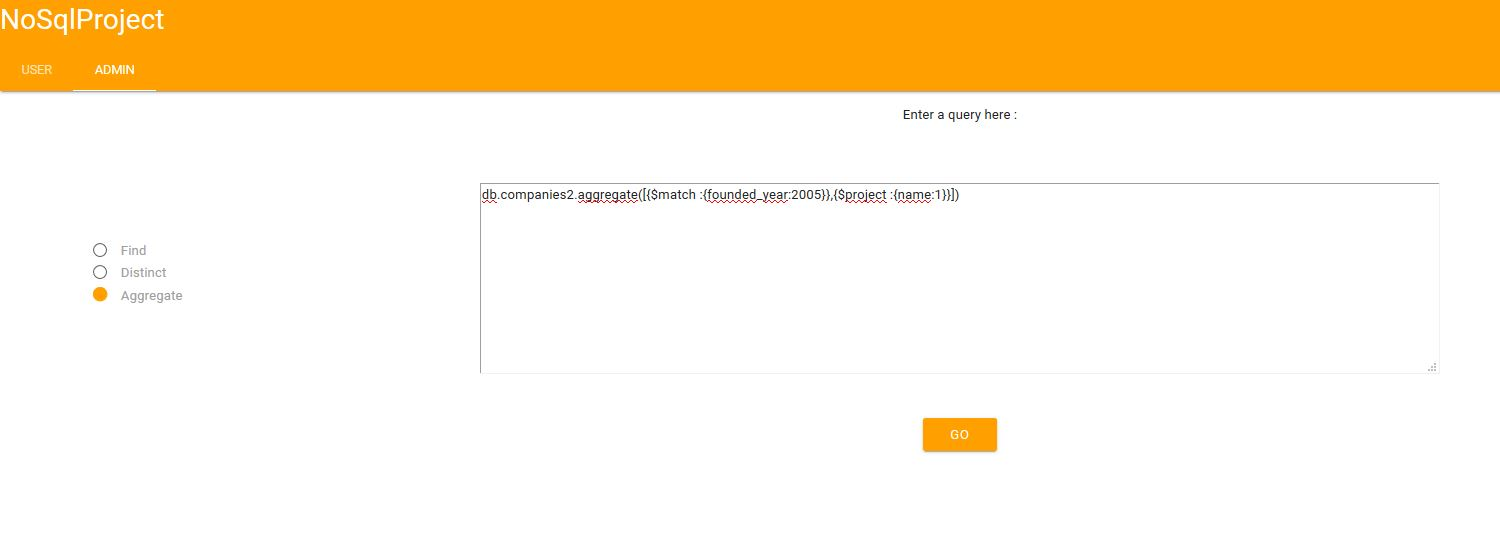 NoSqlProject
USER
ADMIN
Enter a query here :
db.companies2.aggregate([{$match :{founded_year:2005}},{$project :{name:1}}])
Find
Distinct
Aggregate
GO